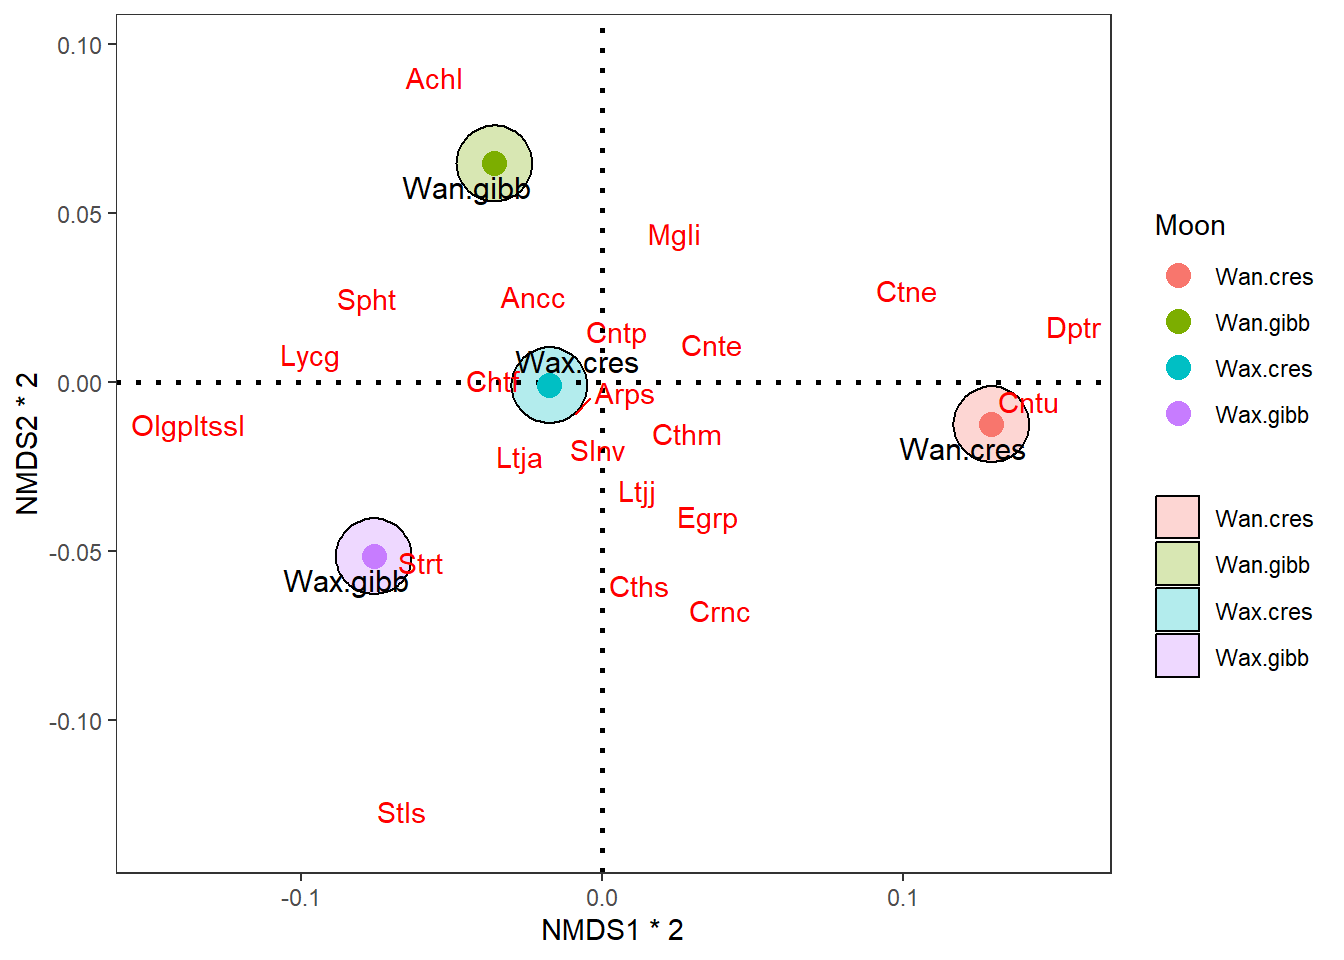 0.10
0.05
0.00
-0.05
-0.10
NMDS2 * 2
Achl
Wan.gibb
Mgli
Ctne
Spht
Ancc
Dptr
Cntp
Cnte
Lycg
Wax.cres
Chtf
Arps
Cntu
Olgpltssl
Cthm
Wan.cres
Slnv
Ltja
Ltjj
Egrp
Strt
Wax.gibb
Cths
Crnc
Stls
-0.1
0.0
0.1
NMDS1 * 2
Moon
Wan.cres
Wan.gibb
Wax.cres
Wax.gibb
Wan.cres
Wan.gibb
Wax.cres
Wax.gibb